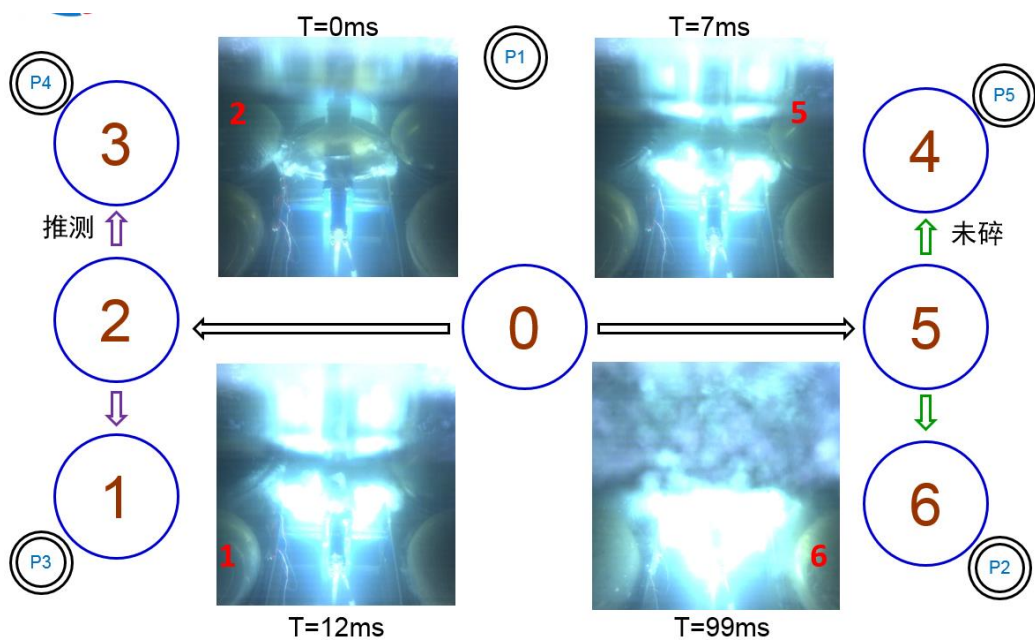 T=0ms
T=7ms
P1
P4
P5
2
5
3
4
推测
未碎
2
0
5
1
6
1
6
P3
P2
T=12ms
T=99ms